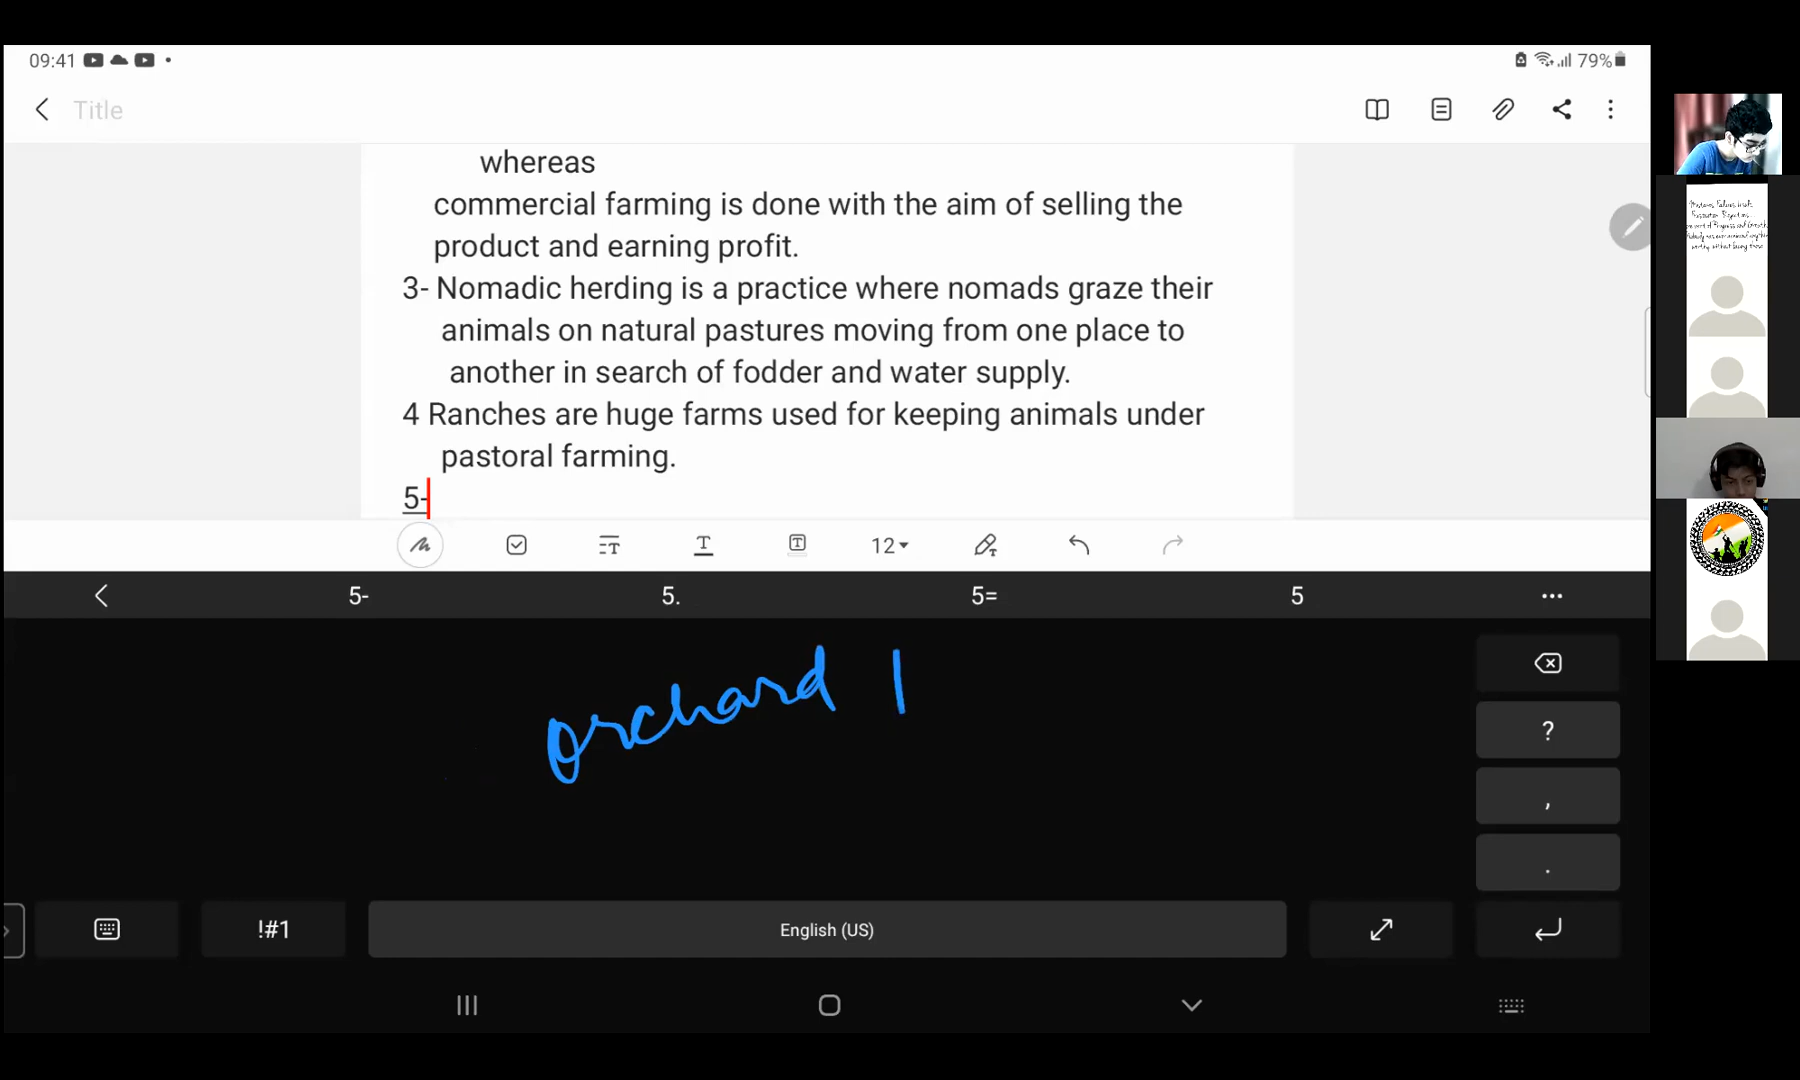 09:41
79%
Title
whereas
commercial farming is done with the aim of selling the
product and earning profit.
3- Nomadic herding is a practice where nomads graze their
animals on natural pastures moving from one place to
another in search of fodder and water supply.
4 Ranches are huge farms used for keeping animals under
pastoral farming.
5-
12
5-
5.
5=
5
orchard
?
,
.
!#1
English (US)